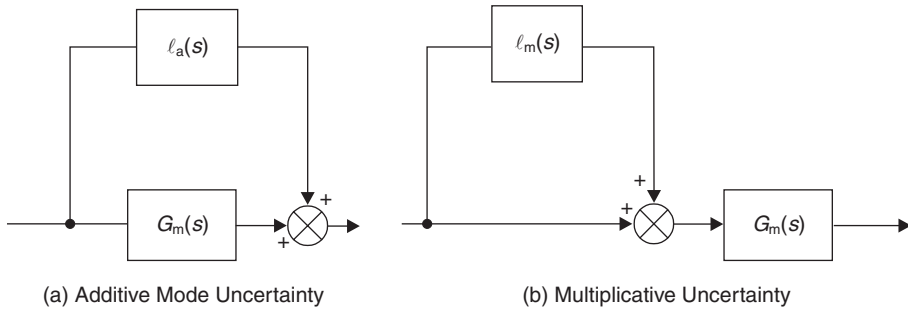 ℓa(s)
ℓm(s)
+
+
+
+
Gm(s)
Gm(s)
(a) Additive Mode Uncertainty
(b) Multiplicative Uncertainty